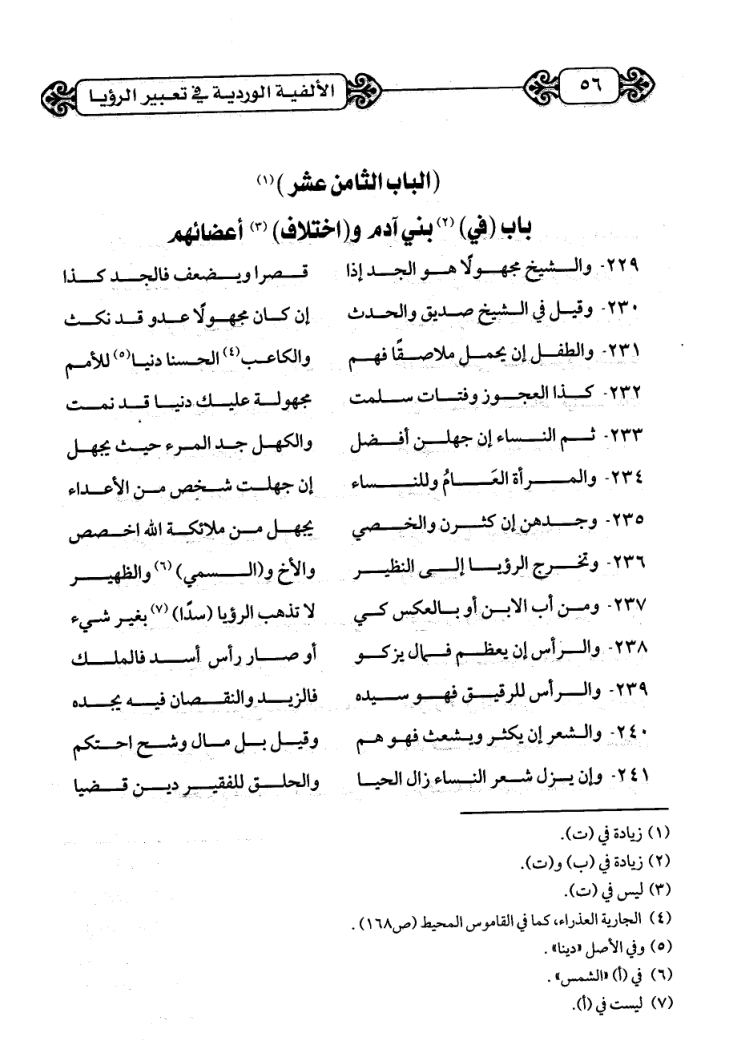 ٥٦
الألفية الوردية في تعبير الرؤيا
(الباب الثامن عشر)(١)
باب (في)(٢) بني آدم و(اختلاف)(٣) أعضائهم
٢٢٩- والشيخ مجهولًا هو الجد إذا قصرا ويضعف فالجد كذا
٢٣٠- وقيل في الشيخ صديق والحدث إن كان مجهولًا عدو قد نكث
٢٣١- والطفل إن يحمل ملاصقًا فهم والكاعب(٤) الحسنا دنيا(٥) للأمم
٢٣٢- كذا العجوز وفتات سلمت مجهولة عليك دنيا قد نمت
٢٣٣- ثم النساء إن جهلن أفضل والكهل جد المرء حيث يجهل
٢٣٤- والمرأة العَامُ وللنساء إن جهلت شخص من الأعداء
٢٣٥- وجدهن إن كثرن والخصي يجهل من ملائكة الله اخصص
٢٣٦- وتخرج الرؤيا إلى النظير والأخ و(السمي)(٦) والظهير
٢٣٧- ومن أب الابن أو بالعكس كي لا تذهب الرؤيا (سدًا)(٧) بغير شيء
٢٣٨- والرأس إن يعظم فمال يزكو أو صار رأس أسد فالملك
٢٣٩- والرأس للرقيق فهو سيده فالزيد والنقصان فيه يجده
٢٤٠- والشعر إن يكثر ويشعث فهو هم وقيل بل مال وشح احتكم
٢٤١- وإن يزل شعر النساء زال الحيا والحلق للفقير دين قضيا
(١) زيادة في (ت).
(٢) زيادة في (ب) و(ت).
(٣) ليس في (ت).
(٤) الجارية العذراء، كما في القاموس المحيط (ص١٦٨).
(٥) وفي الأصل «دينا».
(٦) في (أ) «الشمس».
(٧) ليست في (أ).